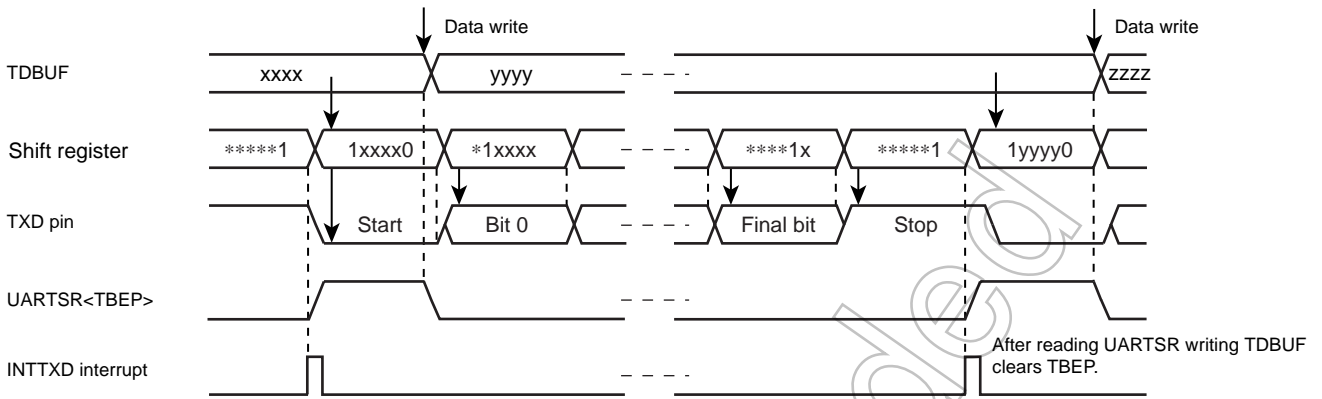 Data write
Data write
TDBUF
xxxx
yyyy
zzzz
Shift register
*****1
1xxxx0
*1xxxx
****1x
*****1
1yyyy0
TXD pin
Start
Bit 0
Final bit
Stop
UARTSR<TBEP>
After reading UARTSR writing TDBUF
clears TBEP.
INTTXD interrupt
ded